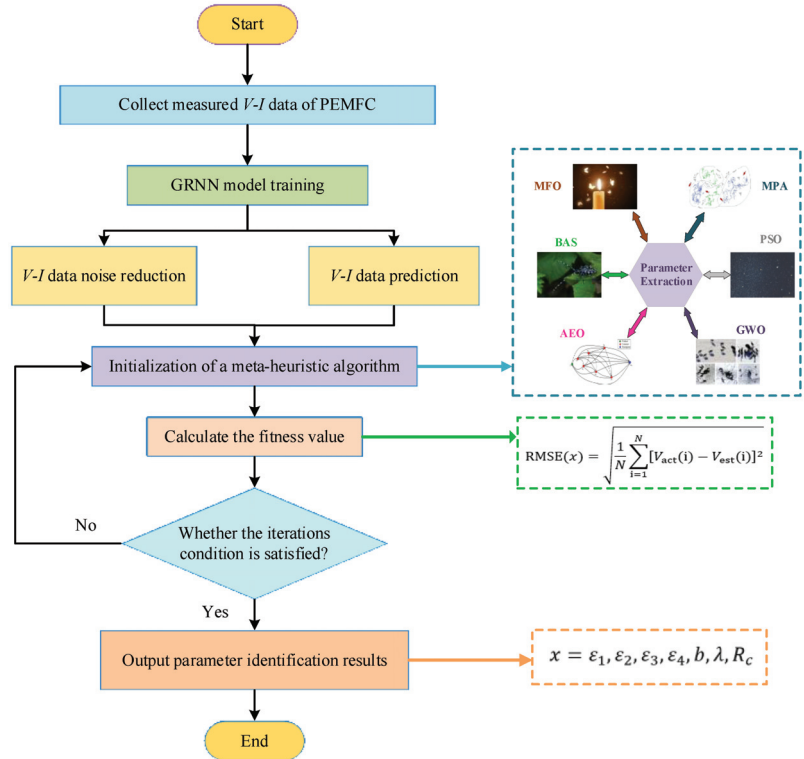 Start
Collect measured V-I data of PEMFC
GRNN model training
V-I data noise reduction
V-I data prediction
Initialization of a meta-heuristic algorithm
MFO
MPA
BAS
PSO
Parameter
Extraction
AEO
GWO
Calculate the fitness value
RMSE(x) = √(1/N ∑_{i=1}^{N} [V_act(i) − V_est(i)]²)
No
Whether the iterations
condition is satisfied?
Yes
Output parameter identification results
x = ε₁, ε₂, ε₃, ε₄, b, λ, R_c
End